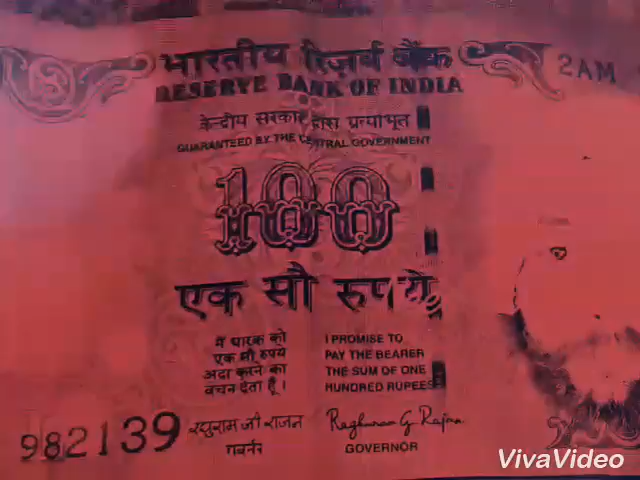 भारतीय रिज़र्व बैंक
RESERVE BANK OF INDIA
2AM
केन्द्रीय सरकार द्वारा प्रत्याभूत
GUARANTEED BY THE CENTRAL GOVERNMENT
100
एक सौ रुपये
मैं धारक को
एक सौ रुपये
अदा करने का
वचन देता हूँ।
I PROMISE TO
PAY THE BEARER
THE SUM OF ONE
HUNDRED RUPEES
982139
रघुराम जी राजन
गवर्नर
Raghuram G Rajan
GOVERNOR
VivaVideo